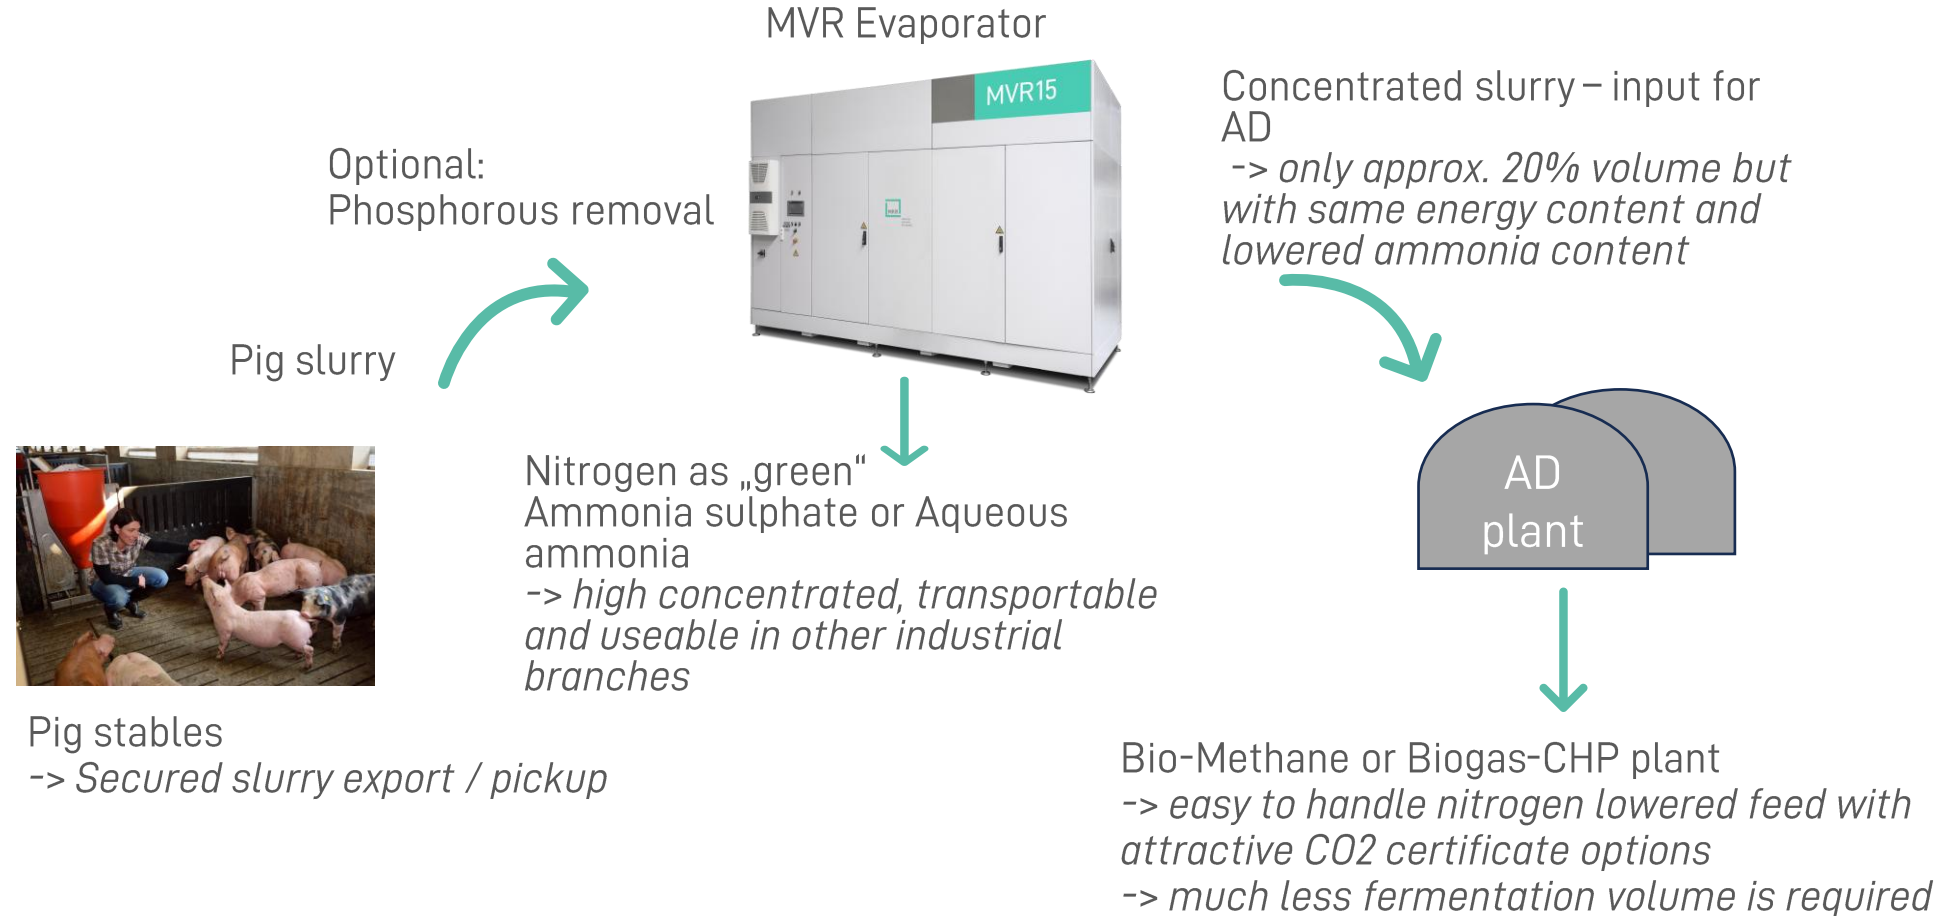 MVR Evaporator
MVR15
Optional:
Phosphorous removal
Concentrated slurry – input for
AD
-> only approx. 20% volume but
with same energy content and
lowered ammonia content
Pig slurry
Nitrogen as „green“
Ammonia sulphate or Aqueous
ammonia
-> high concentrated, transportable
and useable in other industrial
branches
AD
plant
Pig stables
-> Secured slurry export / pickup
Bio-Methane or Biogas-CHP plant
-> easy to handle nitrogen lowered feed with
attractive CO2 certificate options
-> much less fermentation volume is required